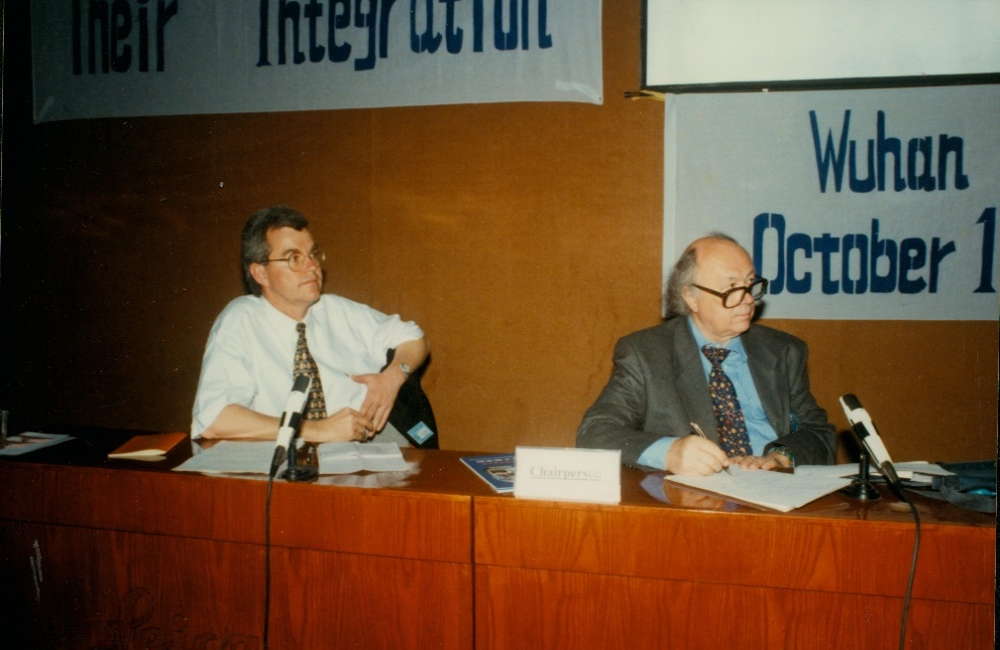 Their Integration
Wuhan
October 1
Chairperson